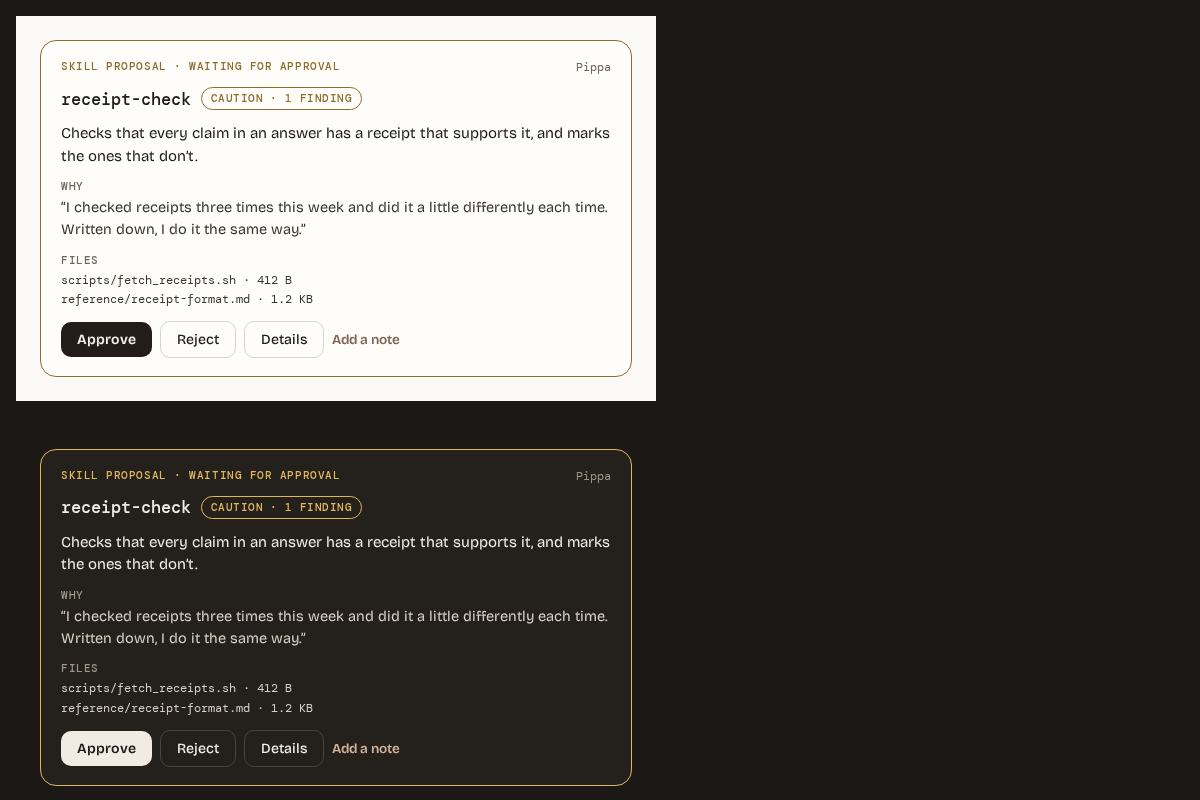 SKILL PROPOSAL · WAITING FOR APPROVAL
Pippa
receipt-check
CAUTION · 1 FINDING
Checks that every claim in an answer has a receipt that supports it, and marks
the ones that don’t.
WHY
“I checked receipts three times this week and did it a little differently each time.
Written down, I do it the same way.”
FILES
scripts/fetch_receipts.sh · 412 B
reference/receipt-format.md · 1.2 KB
Approve
Reject
Details
Add a note
SKILL PROPOSAL · WAITING FOR APPROVAL
Pippa
receipt-check
CAUTION · 1 FINDING
Checks that every claim in an answer has a receipt that supports it, and marks
the ones that don’t.
WHY
“I checked receipts three times this week and did it a little differently each time.
Written down, I do it the same way.”
FILES
scripts/fetch_receipts.sh · 412 B
reference/receipt-format.md · 1.2 KB
Approve
Reject
Details
Add a note